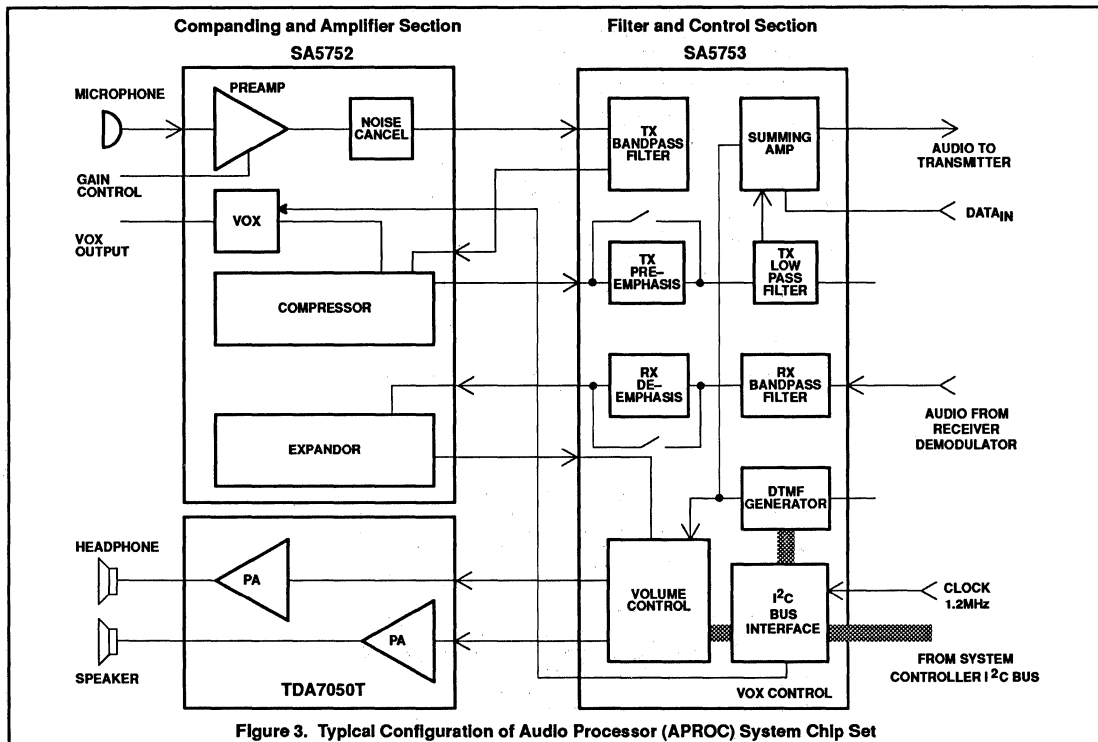 Companding and Amplifier Section
SA5752
Filter and Control Section
SA5753
MICROPHONE
PREAMP
NOISE
CANCEL
TX
BANDPASS
FILTER
SUMMING
AMP
AUDIO TO
TRANSMITTER
GAIN
CONTROL
VOX
VOX
OUTPUT
DATAIN
COMPRESSOR
TX
PRE–
EMPHASIS
TX
LOW
PASS
FILTER
RX
DE–
EMPHASIS
RX
BANDPASS
FILTER
AUDIO FROM
RECEIVER
DEMODULATOR
EXPANDOR
DTMF
GENERATOR
HEADPHONE
PA
VOLUME
CONTROL
I2C
BUS
INTERFACE
CLOCK
1.2MHz
SPEAKER
PA
TDA7050T
VOX CONTROL
FROM SYSTEM
CONTROLLER I2C BUS
Figure 3. Typical Configuration of Audio Processor (APROC) System Chip Set